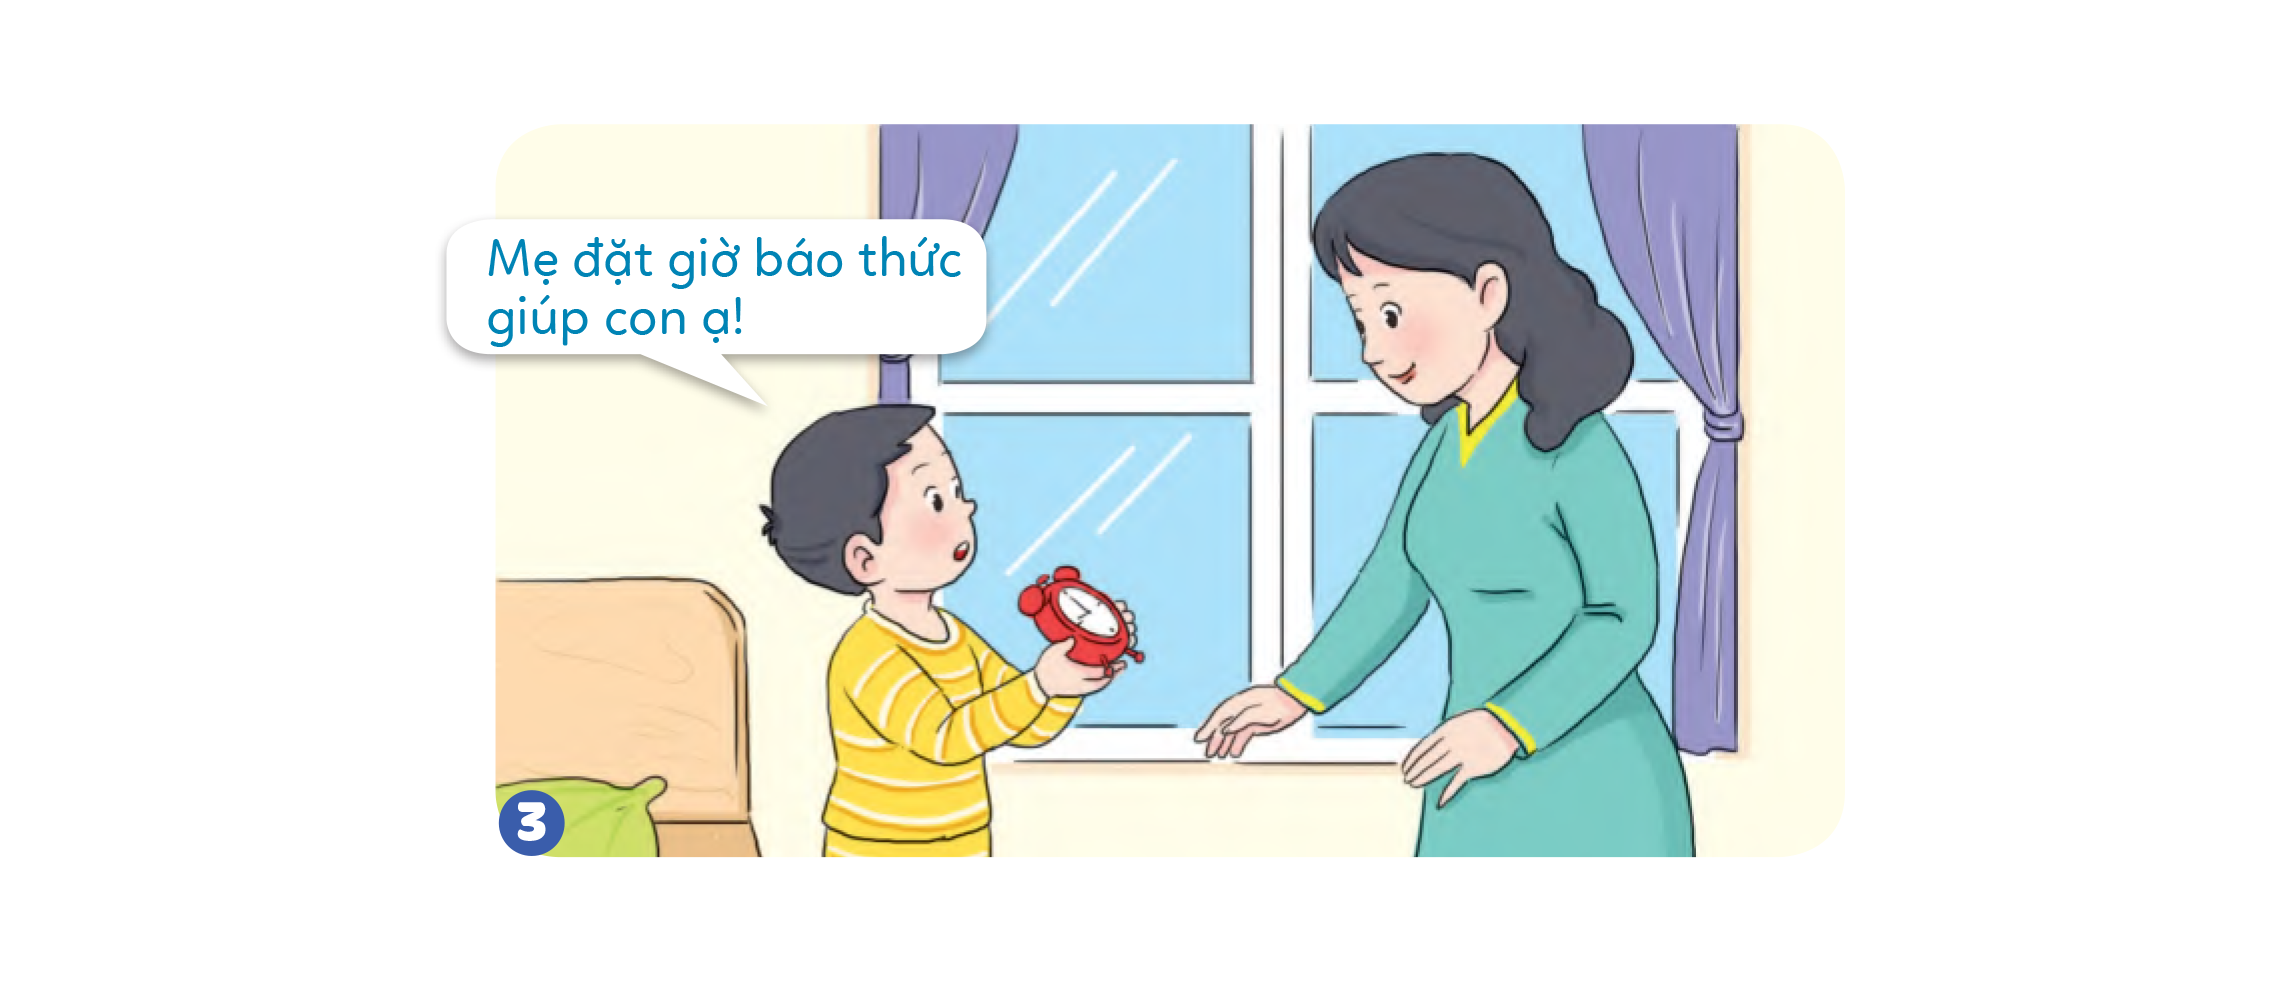 Mẹ đặt giờ báo thức
giúp con ạ!
3